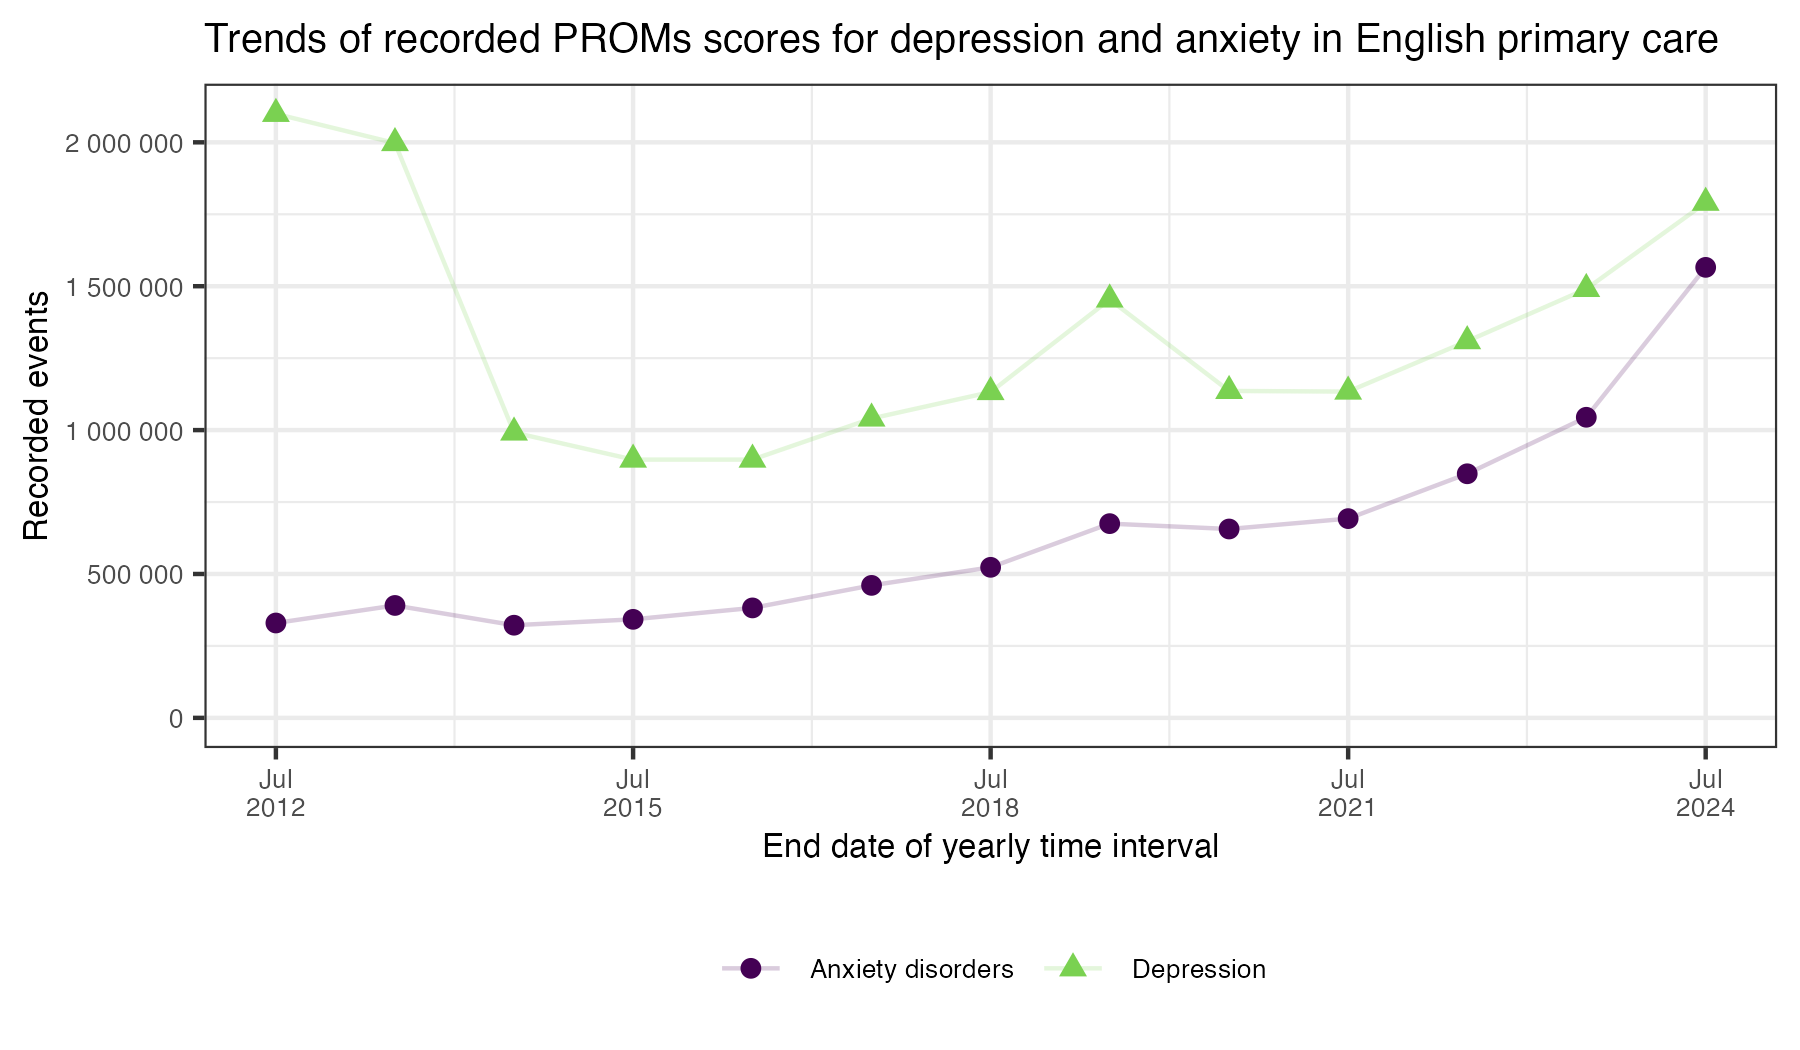 Trends of recorded PROMs scores for depression and anxiety in English primary care
Recorded events
2 000 000
1 500 000
1 000 000
500 000
0
Jul 2012
Jul 2015
Jul 2018
Jul 2021
Jul 2024
End date of yearly time interval
Anxiety disorders
Depression